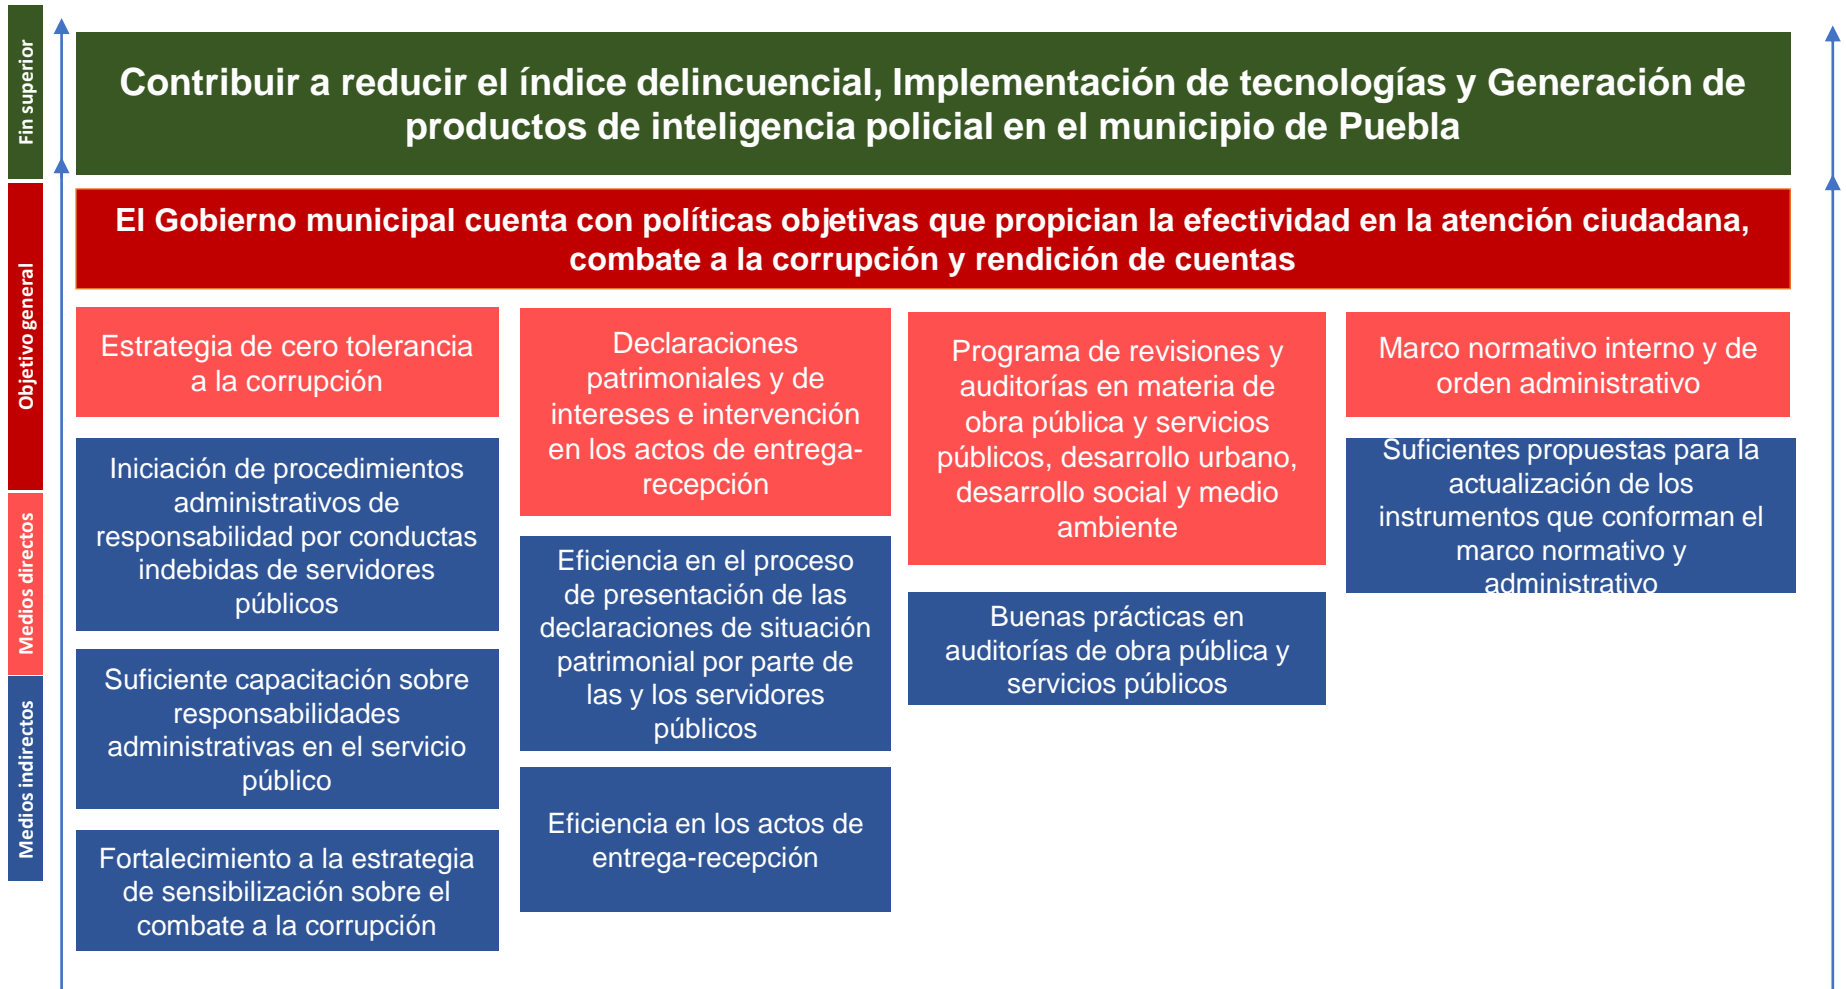 Fin superior
Contribuir a reducir el índice delincuencial, Implementación de tecnologías y Generación de
productos de inteligencia policial en el municipio de Puebla
Objetivo general
El Gobierno municipal cuenta con políticas objetivas que propician la efectividad en la atención ciudadana,
combate a la corrupción y rendición de cuentas
Medios directos
Medios indirectos
Estrategia de cero tolerancia
a la corrupción
Iniciación de procedimientos
administrativos de
responsabilidad por conductas
indebidas de servidores
públicos
Suficiente capacitación sobre
responsabilidades
administrativas en el servicio
público
Fortalecimiento a la estrategia
de sensibilización sobre el
combate a la corrupción
Declaraciones
patrimoniales y de
intereses e intervención
en los actos de entrega-
recepción
Eficiencia en el proceso
de presentación de las
declaraciones de situación
patrimonial por parte de
las y los servidores
públicos
Eficiencia en los actos de
entrega-recepción
Programa de revisiones y
auditorías en materia de
obra pública y servicios
públicos, desarrollo urbano,
desarrollo social y medio
ambiente
Buenas prácticas en
auditorías de obra pública y
servicios públicos
Marco normativo interno y de
orden administrativo
Suficientes propuestas para la
actualización de los
instrumentos que conforman el
marco normativo y
administrativo